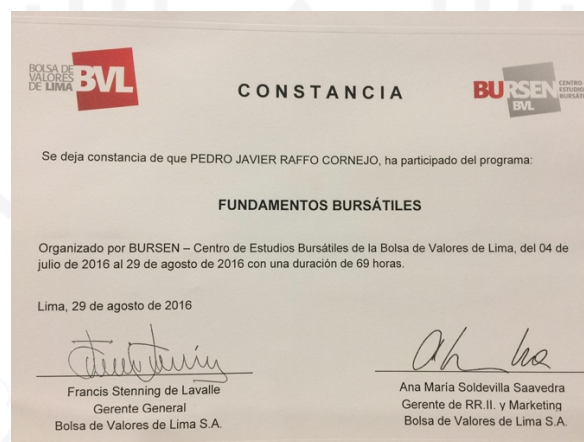 BOLSA DE
VALORES
DE LIMA
BVL
CONSTANCIA
BURSEN
BVL
CENTRO
ESTUDIO
BURSÁTI
Se deja constancia de que PEDRO JAVIER RAFFO CORNEJO, ha participado del programa:
FUNDAMENTOS BURSÁTILES
Organizado por BURSEN – Centro de Estudios Bursátiles de la Bolsa de Valores de Lima, del 04 de
julio de 2016 al 29 de agosto de 2016 con una duración de 69 horas.
Lima, 29 de agosto de 2016
Francis Stenning de Lavalle
Gerente General
Bolsa de Valores de Lima S.A.
Ana María Soldevilla Saavedra
Gerente de RR.II. y Marketing
Bolsa de Valores de Lima S.A.